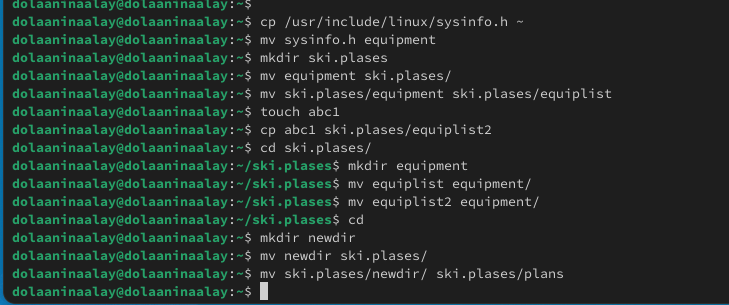 dolaaninaalay@dolaaninaalay:~$
dolaaninaalay@dolaaninaalay:~$ cp /usr/include/linux/sysinfo.h ~
dolaaninaalay@dolaaninaalay:~$ mv sysinfo.h equipment
dolaaninaalay@dolaaninaalay:~$ mkdir ski.plases
dolaaninaalay@dolaaninaalay:~$ mv equipment ski.plases/
dolaaninaalay@dolaaninaalay:~$ mv ski.plases/equipment ski.plases/equiplist
dolaaninaalay@dolaaninaalay:~$ touch abc1
dolaaninaalay@dolaaninaalay:~$ cp abc1 ski.plases/equiplist2
dolaaninaalay@dolaaninaalay:~$ cd ski.plases/
dolaaninaalay@dolaaninaalay:~/ski.plases$ mkdir equipment
dolaaninaalay@dolaaninaalay:~/ski.plases$ mv equiplist equipment/
dolaaninaalay@dolaaninaalay:~/ski.plases$ mv equiplist2 equipment/
dolaaninaalay@dolaaninaalay:~/ski.plases$ cd
dolaaninaalay@dolaaninaalay:~$ mkdir newdir
dolaaninaalay@dolaaninaalay:~$ mv newdir ski.plases/
dolaaninaalay@dolaaninaalay:~$ mv ski.plases/newdir/ ski.plases/plans
dolaaninaalay@dolaaninaalay:~$